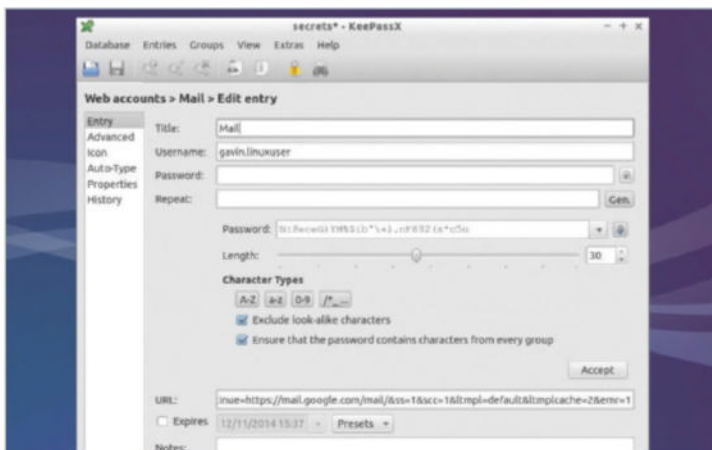 secrets* - KeePassX
Database Entries Groups View Extras Help
Web accounts > Mail > Edit entry
Entry
Advanced
Icon
Auto-Type
Properties
History
Title: Mail
Username: gavin.linuxuser
Password:
Repeat: Gen.
Password:
Length: 30
Character Types
A-Z a-z 0-9 /*_ ...
Exclude look-alike characters
Ensure that the password contains characters from every group
Accept
URL: inue=https://mail.google.com/mail/&ss=1&scc=1&ltmpl=default&ltmplcache=2&emr=1
Expires 12/11/2014 15:37 Presets
Notes: